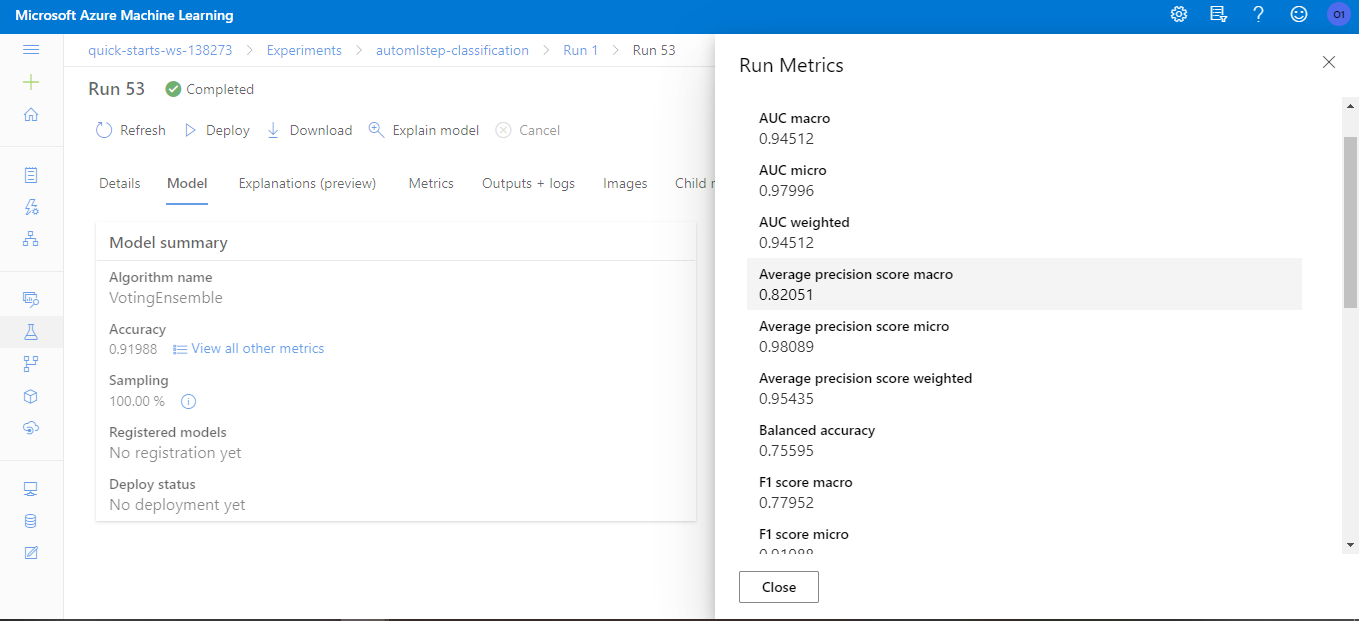 Microsoft Azure Machine Learning
O1
quick-starts-ws-138273 > Experiments > automlstep-classification > Run 1 > Run 53
Run 53 Completed
Refresh Deploy Download Explain model Cancel
Details Model Explanations (preview) Metrics Outputs + logs Images Child
Model summary
Algorithm name
VotingEnsemble
Accuracy
0.91988 View all other metrics
Sampling
100.00 %
Registered models
No registration yet
Deploy status
No deployment yet
Run Metrics
AUC macro
0.94512
AUC micro
0.97996
AUC weighted
0.94512
Average precision score macro
0.82051
Average precision score micro
0.98089
Average precision score weighted
0.95435
Balanced accuracy
0.75595
F1 score macro
0.77952
F1 score micro
0.91988
Close